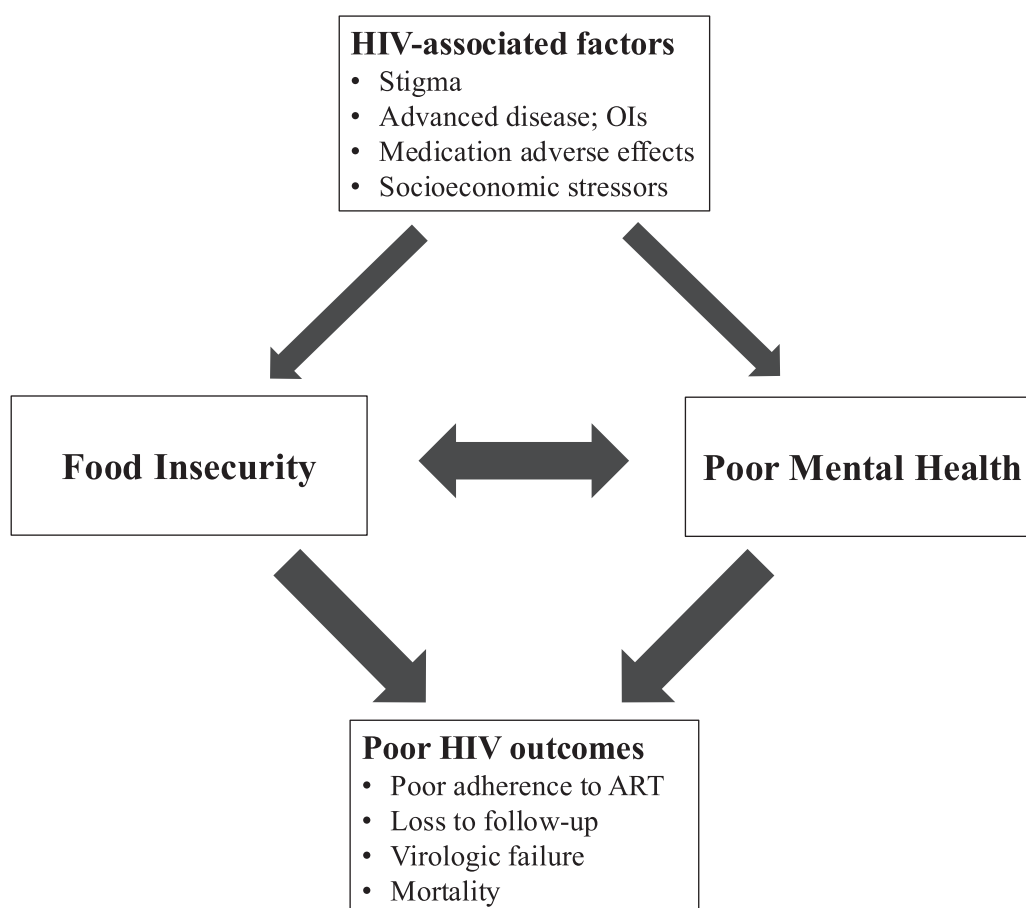 HIV-associated factors
• Stigma
• Advanced disease; OIs
• Medication adverse effects
• Socioeconomic stressors
Food Insecurity
Poor Mental Health
Poor HIV outcomes
• Poor adherence to ART
• Loss to follow-up
• Virologic failure
• Mortality